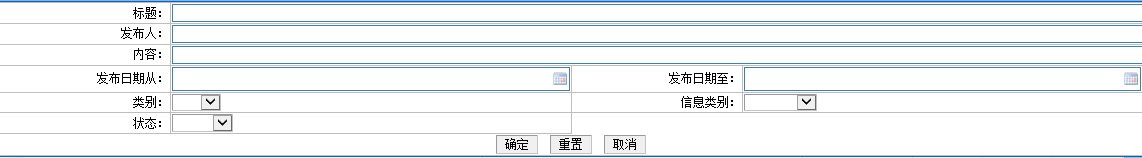 标题：
发布人：
内容：
发布日期从： 发布日期至：
类别： 信息类别：
状态：
确定 重置 取消